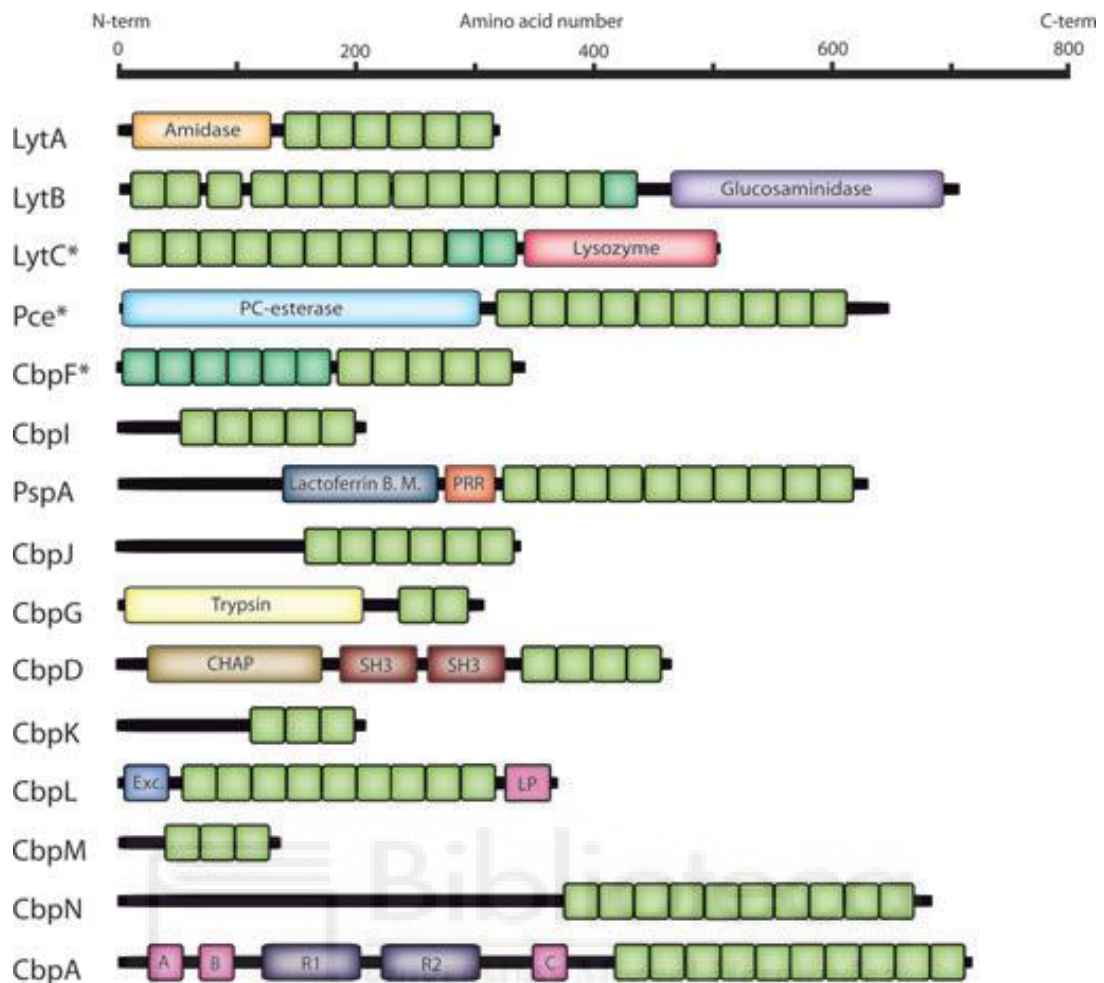 N-term Amino acid number C-term
0 200 400 600 800
LytA Amidase
LytB Glucosaminidase
LytC* Lysozyme
Pce* PC-esterase
CbpF*
CbpI
PspA Lactoferrin B. M. PRR
CbpJ
CbpG Trypsin
CbpD CHAP SH3 SH3
CbpK
CbpL Exc. LP
CbpM
Biblioteca
CbpN
CbpA A B R1 R2 C